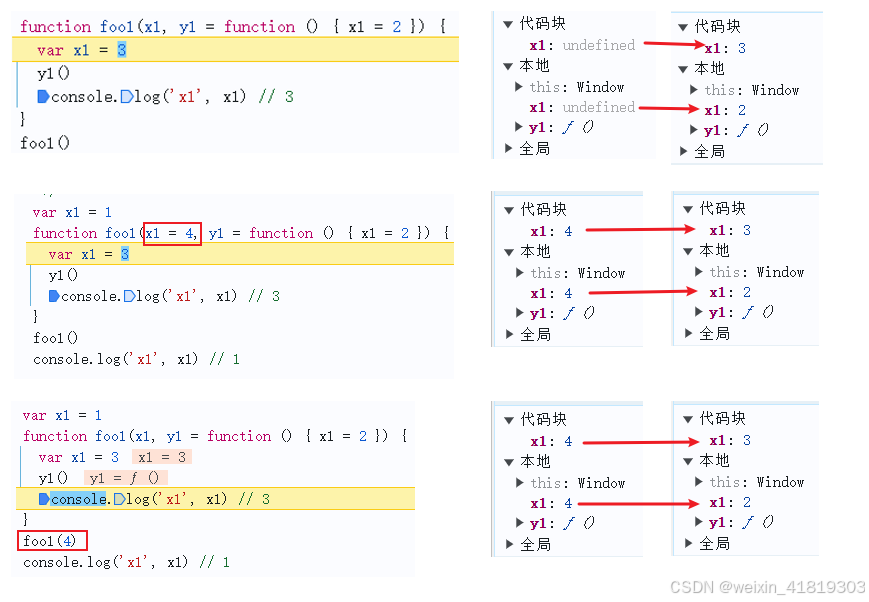 function foo1(x1, y1 = function () { x1 = 2 }) {
var x1 = 3
y1()
console.log('x1', x1) // 3
}
foo1()
代码块
x1: undefined
本地
this: Window
x1: undefined
y1: ƒ ()
全局
代码块
x1: 3
本地
this: Window
x1: 2
y1: ƒ ()
全局
var x1 = 1
function foo1(x1 = 4, y1 = function () { x1 = 2 }) {
var x1 = 3
y1()
console.log('x1', x1) // 3
}
foo1()
console.log('x1', x1) // 1
代码块
x1: 4
本地
this: Window
x1: 4
y1: ƒ ()
全局
代码块
x1: 3
本地
this: Window
x1: 2
y1: ƒ ()
全局
var x1 = 1
function foo1(x1, y1 = function () { x1 = 2 }) {
var x1 = 3 x1 = 3
y1() y1 = ƒ ()
console.log('x1', x1) // 3
}
foo1(4)
console.log('x1', x1) // 1
代码块
x1: 4
本地
this: Window
x1: 4
y1: ƒ ()
全局
代码块
x1: 3
本地
this: Window
x1: 2
y1: ƒ ()
全局
CSDN @weixin_41819303